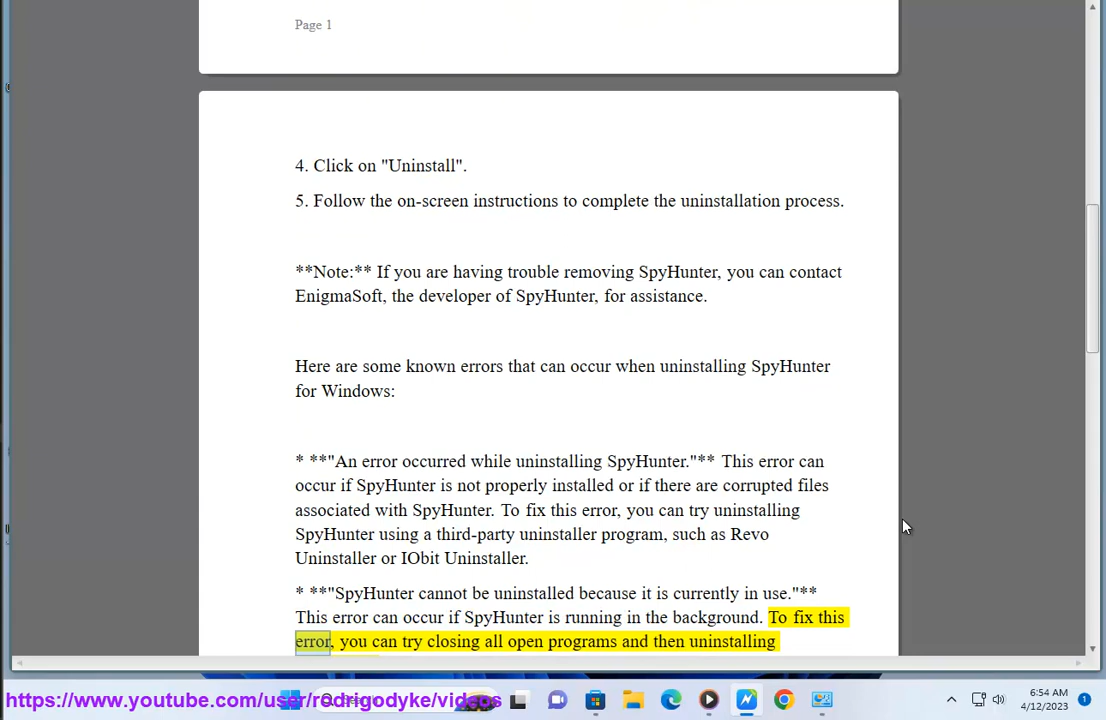 Page 1
4. Click on "Uninstall".
5. Follow the on-screen instructions to complete the uninstallation process.
**Note:** If you are having trouble removing SpyHunter, you can contact
EnigmaSoft, the developer of SpyHunter, for assistance.
Here are some known errors that can occur when uninstalling SpyHunter
for Windows:
* **"An error occurred while uninstalling SpyHunter."** This error can
occur if SpyHunter is not properly installed or if there are corrupted files
associated with SpyHunter. To fix this error, you can try uninstalling
SpyHunter using a third-party uninstaller program, such as Revo
Uninstaller or IObit Uninstaller.
* **"SpyHunter cannot be uninstalled because it is currently in use."**
This error can occur if SpyHunter is running in the background. To fix this
error, you can try closing all open programs and then uninstalling
https://www.youtube.com/user/rodrigodyke/videos
6:54 AM
4/12/2023
1